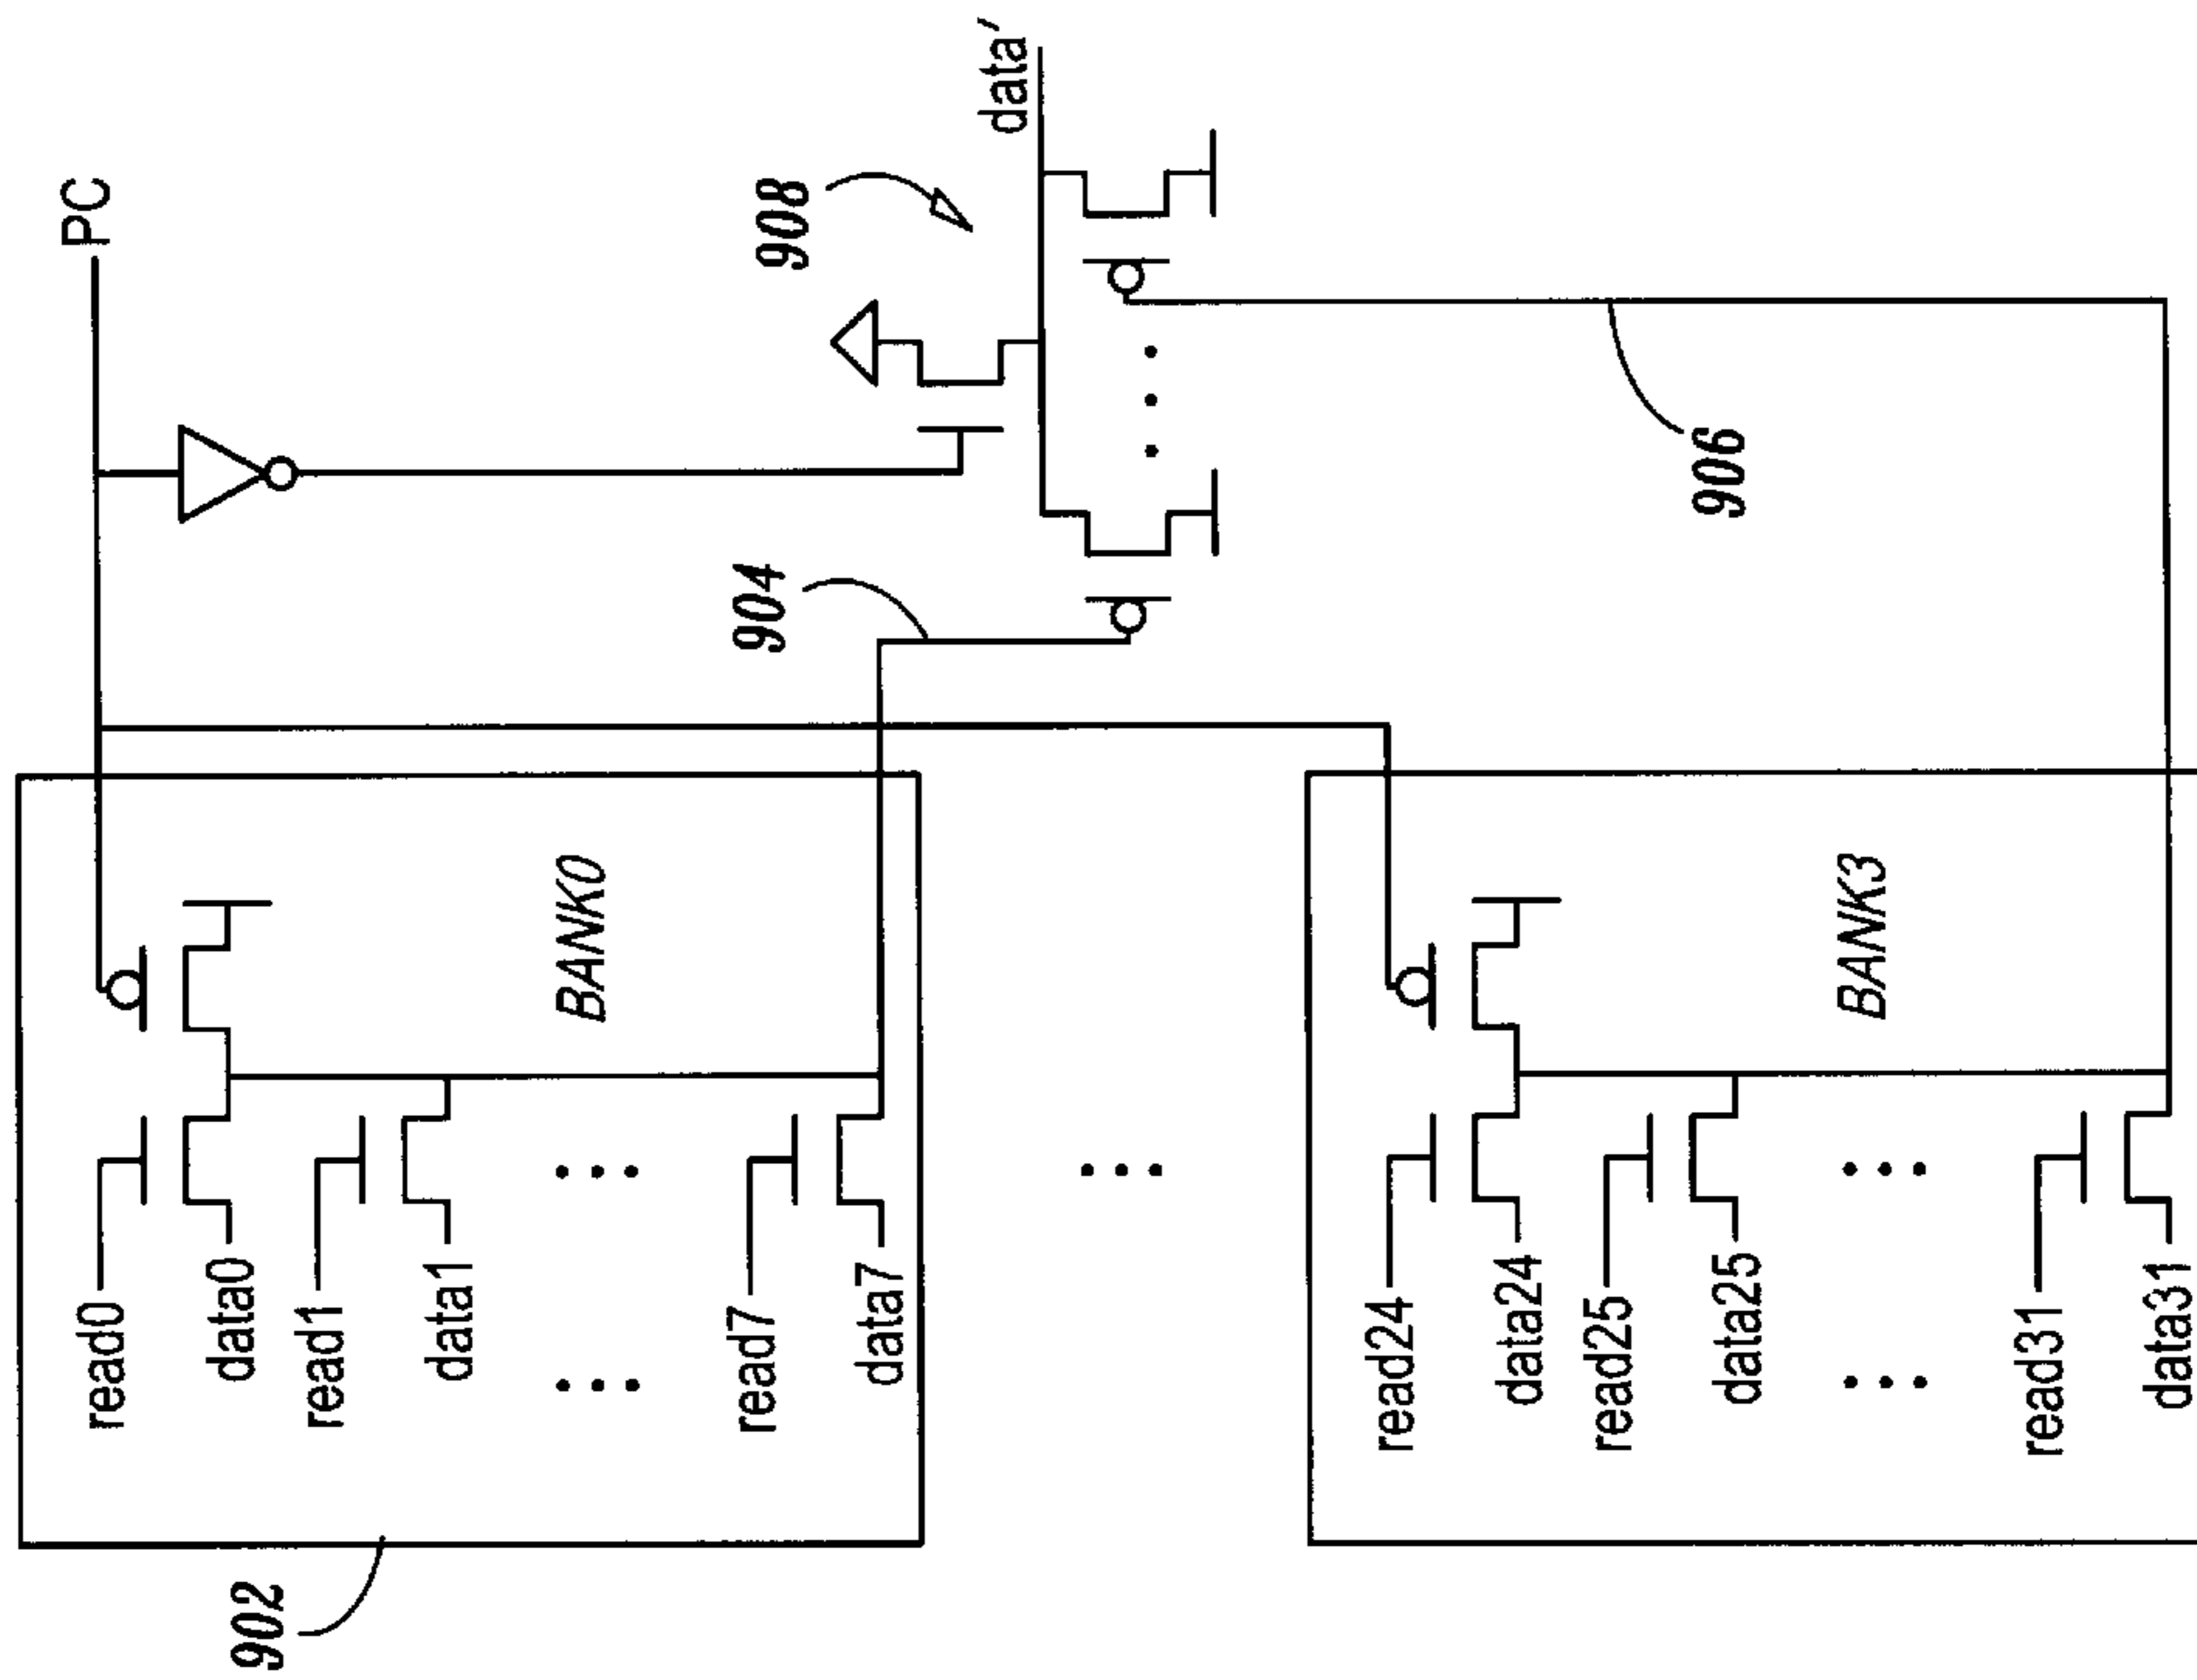 PC
data′
908
904
906
902
BANK0
read0
data0
read1
data1
read7
data7
BANK3
read24
data24
read25
data25
read31
data31